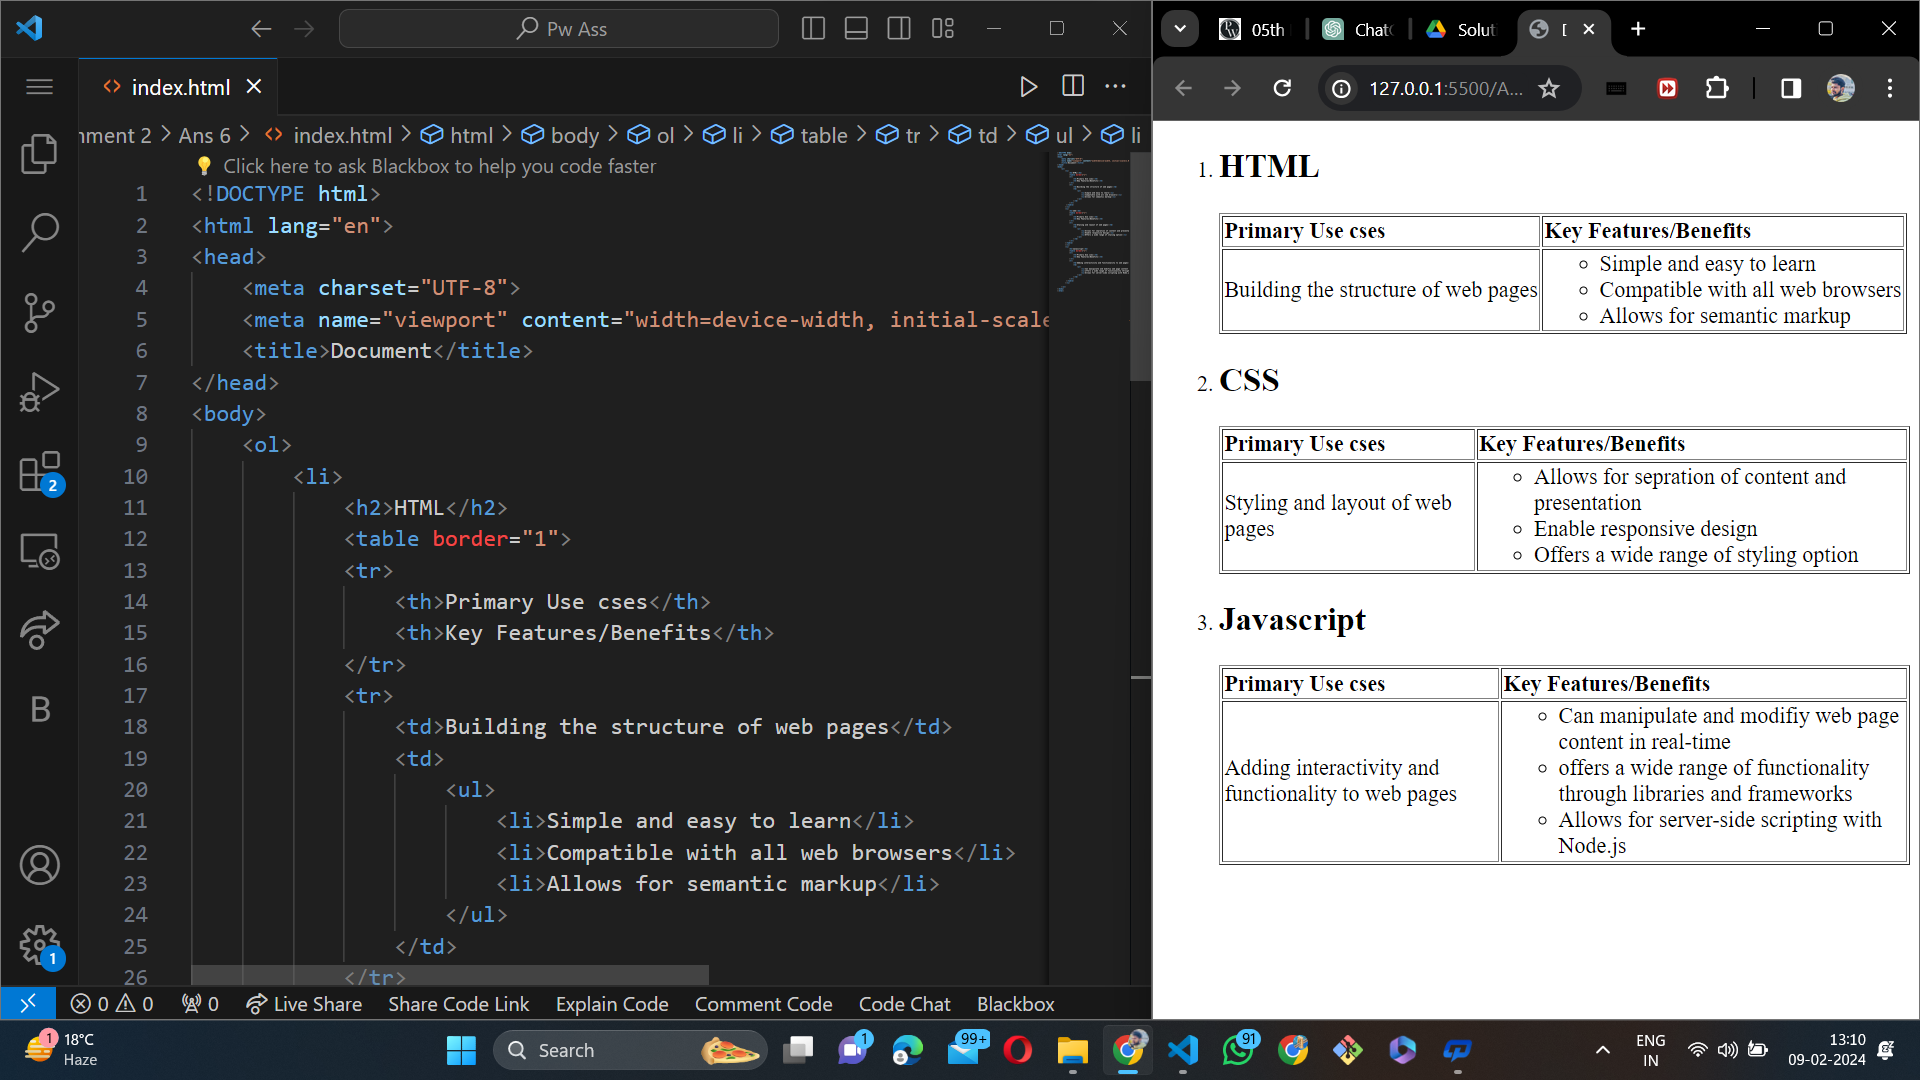 Pw Ass
index.html
nment 2 > Ans 6 > <> index.html > html > body > ol > li > table > tr > td > ul > li
Click here to ask Blackbox to help you code faster
1 <!DOCTYPE html>
2 <html lang="en">
3 <head>
4 <meta charset="UTF-8">
5 <meta name="viewport" content="width=device-width, initial-scale
6 <title>Document</title>
7 </head>
8 <body>
9 <ol>
10 <li>
11 <h2>HTML</h2>
12 <table border="1">
13 <tr>
14 <th>Primary Use cses</th>
15 <th>Key Features/Benefits</th>
16 </tr>
17 <tr>
18 <td>Building the structure of web pages</td>
19 <td>
20 <ul>
21 <li>Simple and easy to learn</li>
22 <li>Compatible with all web browsers</li>
23 <li>Allows for semantic markup</li>
24 </ul>
25 </td>
26 </tr>
B
2
1
0 0 0 Live Share Share Code Link Explain Code Comment Code Code Chat Blackbox
05th ChatG Solut [
127.0.0.1:5500/A...
1. HTML
Primary Use cses Key Features/Benefits
Building the structure of web pages
Simple and easy to learn
Compatible with all web browsers
Allows for semantic markup
2. CSS
Primary Use cses Key Features/Benefits
Styling and layout of web
pages
Allows for sepration of content and
presentation
Enable responsive design
Offers a wide range of styling option
3. Javascript
Primary Use cses Key Features/Benefits
Adding interactivity and
functionality to web pages
Can manipulate and modifiy web page
content in real-time
offers a wide range of functionality
through libraries and frameworks
Allows for server-side scripting with
Node.js
1
18°C
Haze
Search
1
99+
91
ENG
IN
13:10
09-02-2024